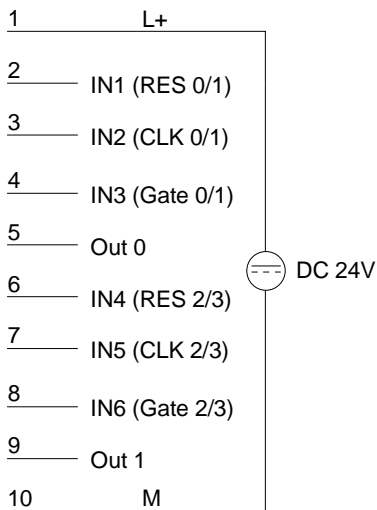 1 L+
2 IN1 (RES 0/1)
3 IN2 (CLK 0/1)
4 IN3 (Gate 0/1)
5 Out 0
DC 24V
6 IN4 (RES 2/3)
7 IN5 (CLK 2/3)
8 IN6 (Gate 2/3)
9 Out 1
10 M